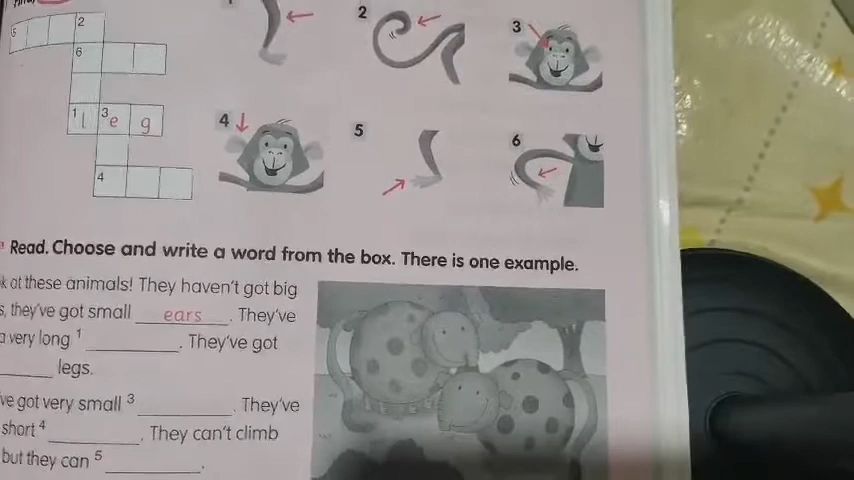 2
3
5
2
6
1 l 3 e g
4
4
5
6
Read. Choose and write a word from the box. There is one example.
at these animals! They haven't got big
they've got small ears . They've
a very long 1 . They've got
legs.
got very small 3 . They've
short 4 . They can't climb
but they can 5 .